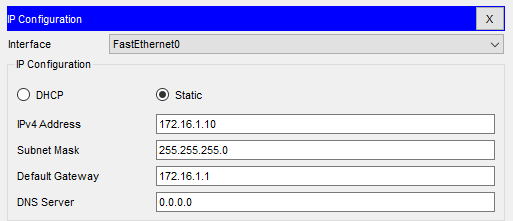 IP Configuration X
Interface FastEthernet0
IP Configuration
DHCP Static
IPv4 Address 172.16.1.10
Subnet Mask 255.255.255.0
Default Gateway 172.16.1.1
DNS Server 0.0.0.0